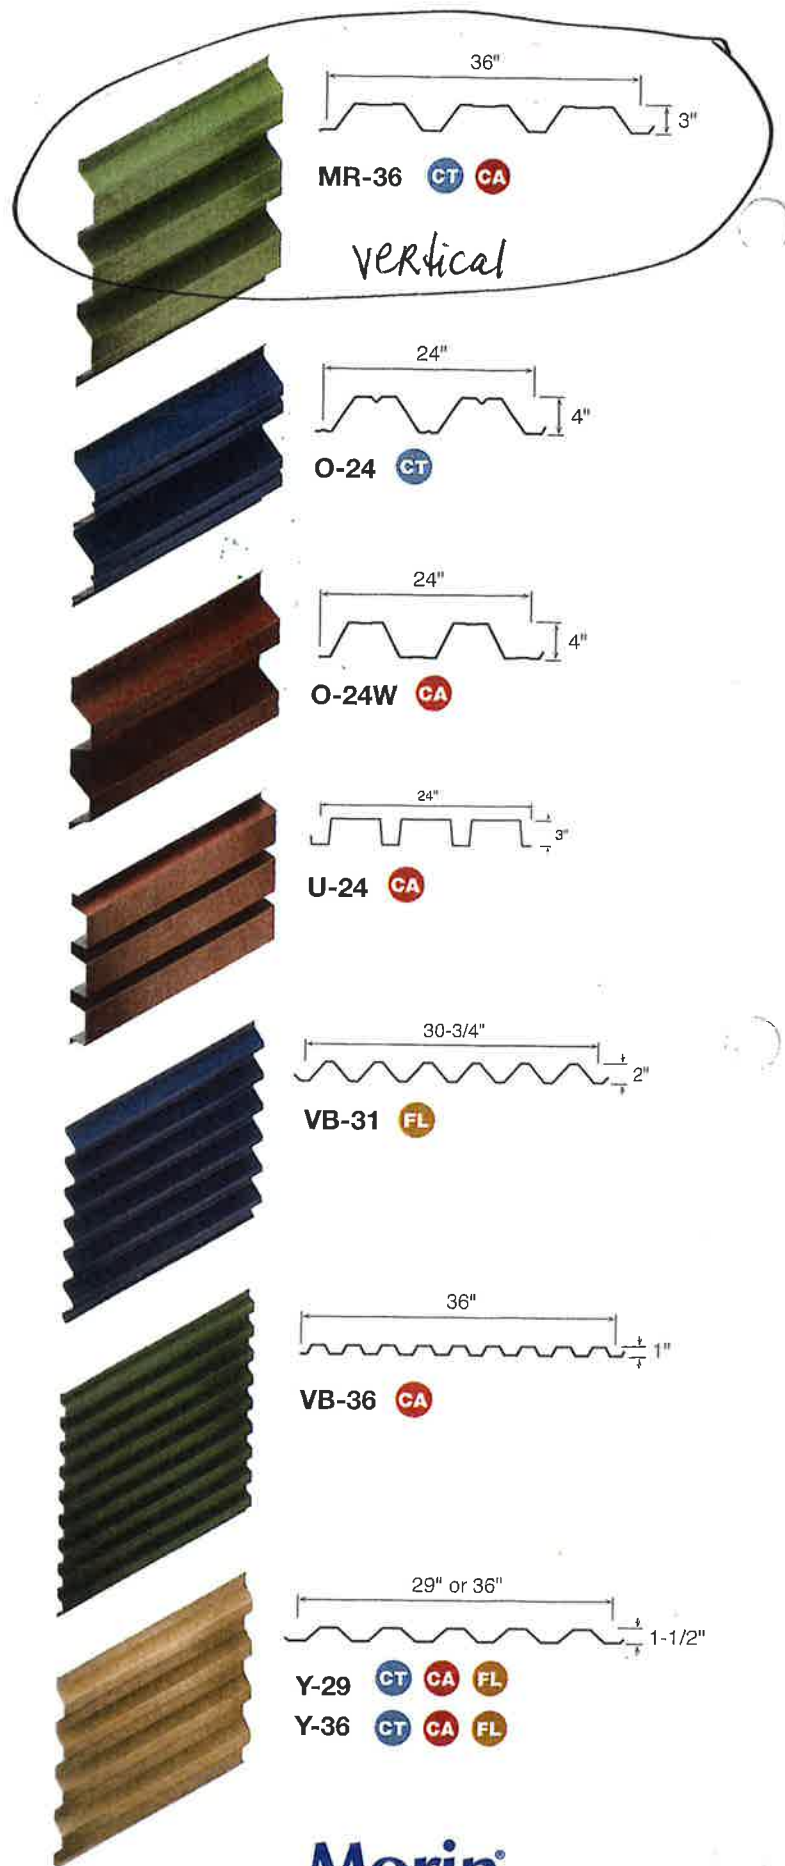 36"
3"
MR-36 CT CA
vertical
24"
4"
O-24 CT
24"
4"
O-24W CA
24"
3"
U-24 CA
30-3/4"
2"
VB-31 FL
36"
1"
VB-36 CA
29" or 36"
1-1/2"
Y-29 CT CA FL
Y-36 CT CA FL
Morin®